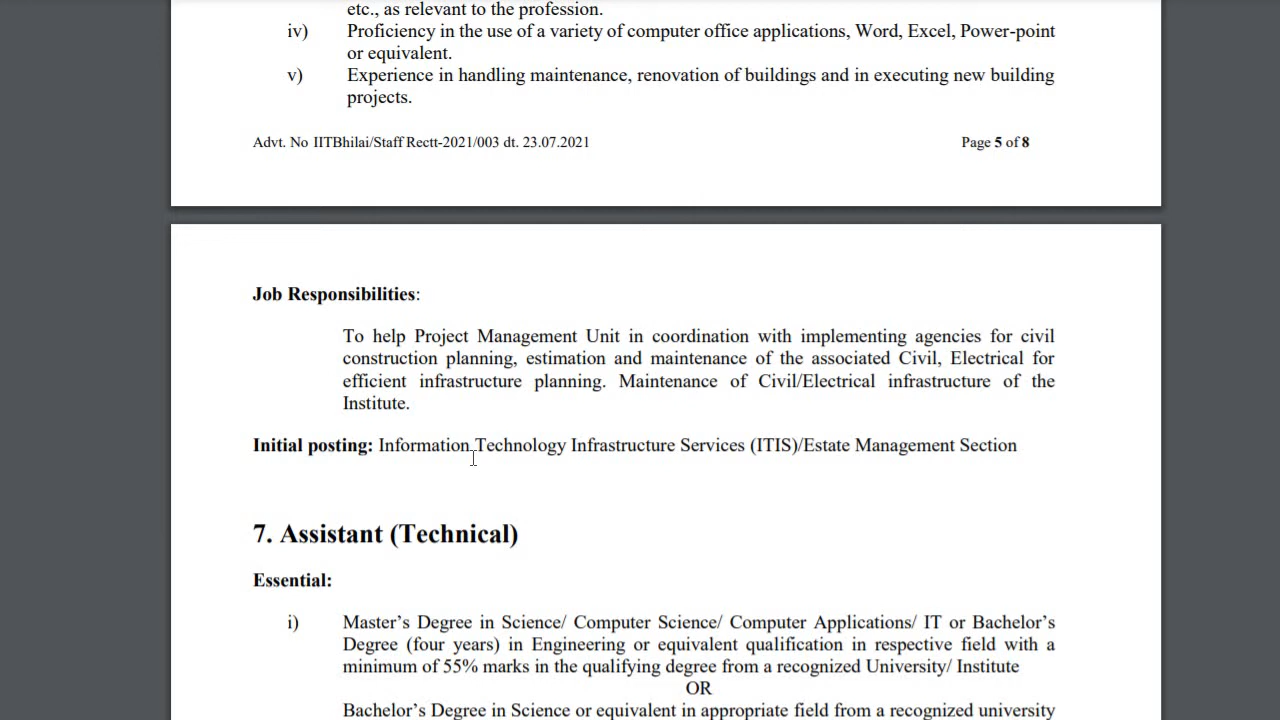 etc., as relevant to the profession.
iv) Proficiency in the use of a variety of computer office applications, Word, Excel, Power-point
or equivalent.
v) Experience in handling maintenance, renovation of buildings and in executing new building
projects.
Advt. No IITBhilai/Staff Rectt-2021/003 dt. 23.07.2021 Page 5 of 8
Job Responsibilities:
To help Project Management Unit in coordination with implementing agencies for civil
construction planning, estimation and maintenance of the associated Civil, Electrical for
efficient infrastructure planning. Maintenance of Civil/Electrical infrastructure of the
Institute.
Initial posting: Information Technology Infrastructure Services (ITIS)/Estate Management Section
7. Assistant (Technical)
Essential:
i) Master’s Degree in Science/ Computer Science/ Computer Applications/ IT or Bachelor’s
Degree (four years) in Engineering or equivalent qualification in respective field with a
minimum of 55% marks in the qualifying degree from a recognized University/ Institute
OR
Bachelor’s Degree in Science or equivalent in appropriate field from a recognized university